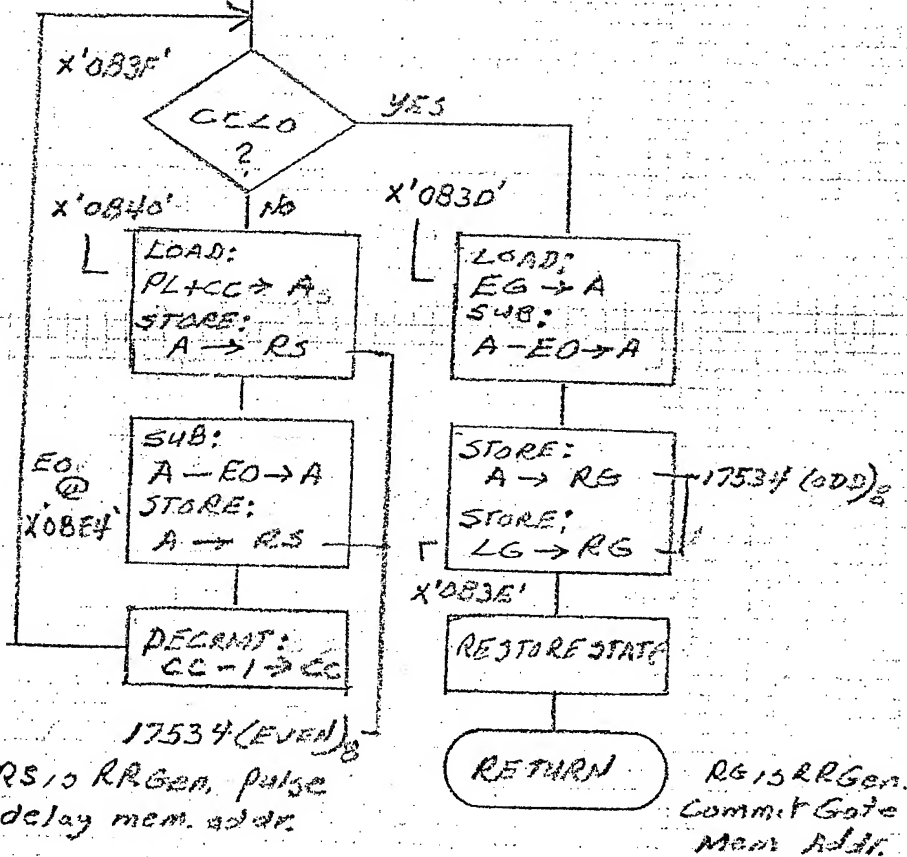 X'083F'
CC<0
?
YES
NO
X'0840'
LOAD:
PL+CC → A
STORE:
A → RS
SUB:
A - EO → A
STORE:
A → RS
EO
@
X'08E4'
DECRMT:
CC-1 → CC
17534 (EVEN)8
RS is RRGen, pulse
delay mem. addr.
X'083D'
LOAD:
EG → A
SUB:
A-EO → A
STORE:
A → RG
STORE:
LG → RG
17534 (ODD)8
X'083E'
RESTORE STATE
RETURN
RG is RRGen.
Commit Gate
Mem Addr.